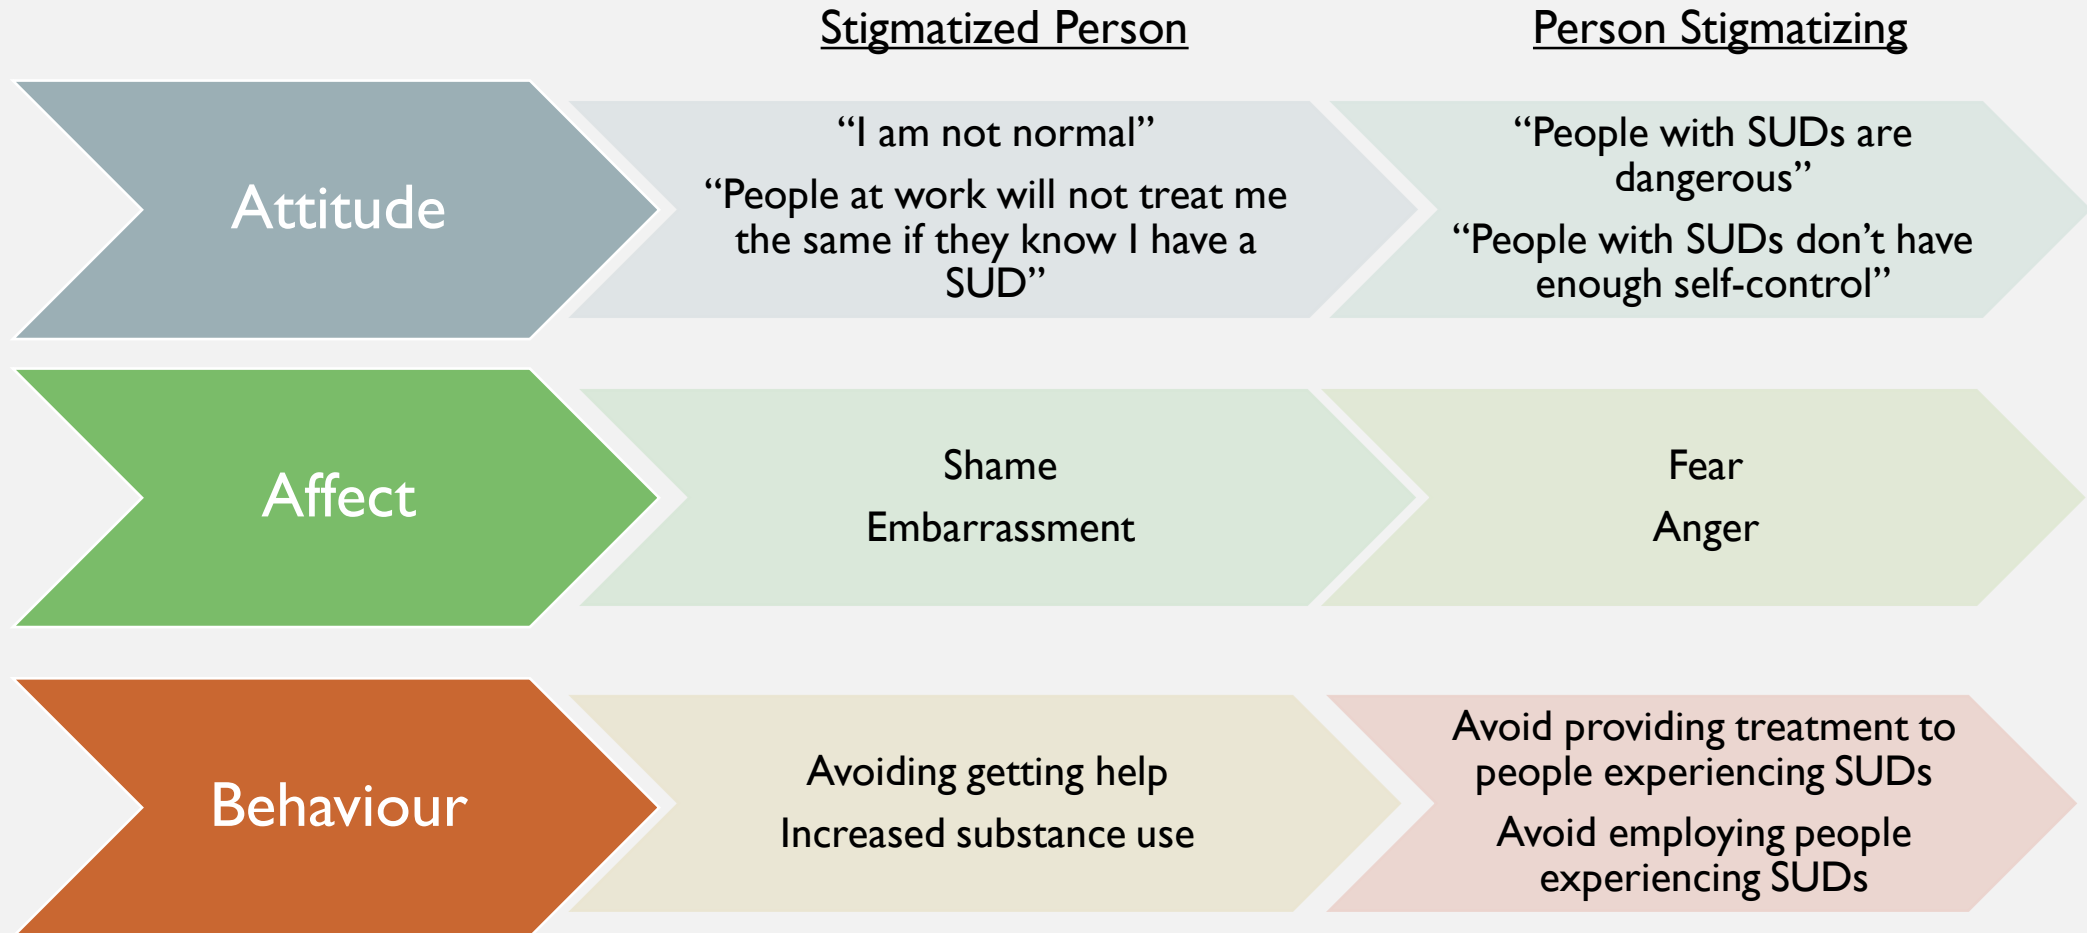 Stigmatized Person
Person Stigmatizing
Attitude
“I am not normal”
“People at work will not treat me
the same if they know I have a
SUD”
“People with SUDs are
dangerous”
“People with SUDs don’t have
enough self-control”
Affect
Shame
Embarrassment
Fear
Anger
Behaviour
Avoiding getting help
Increased substance use
Avoid providing treatment to
people experiencing SUDs
Avoid employing people
experiencing SUDs